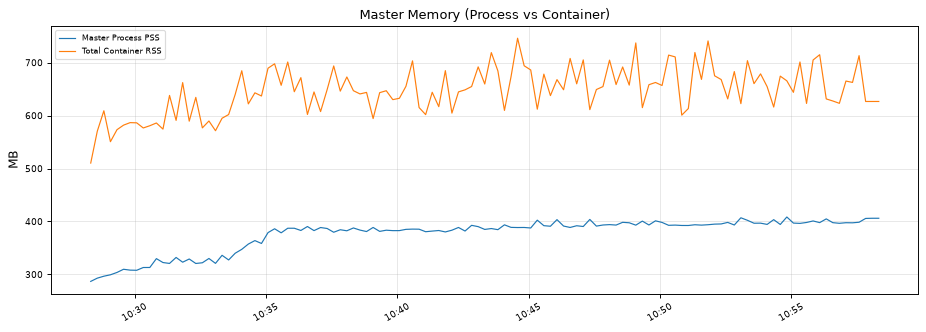 Master Memory (Process vs Container)
Master Process PSS
Total Container RSS
MB
700
600
500
400
300
10:30
10:35
10:40
10:45
10:50
10:55